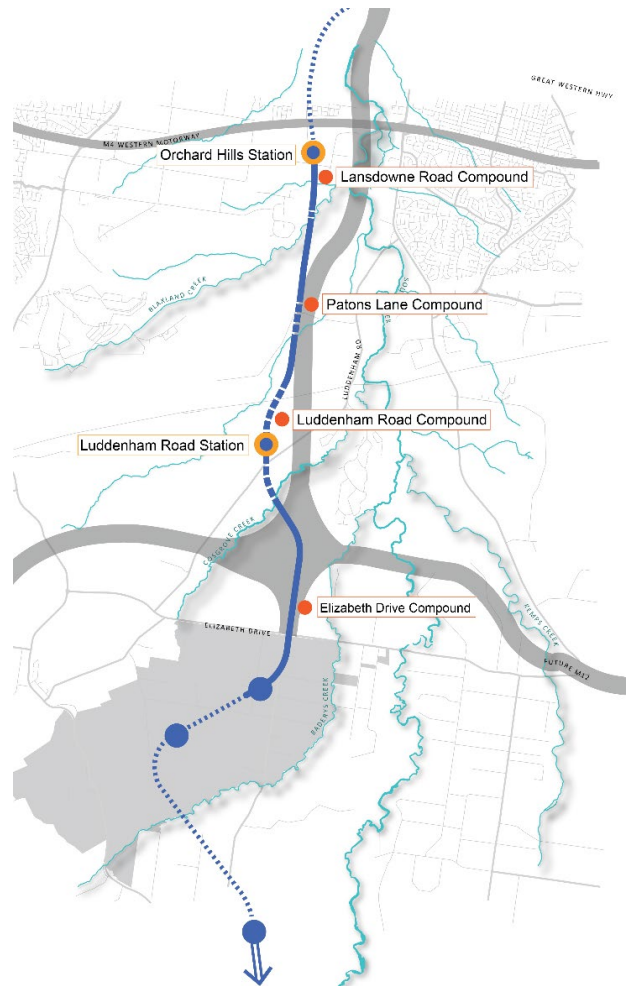 GREAT WESTERN HWY
M4 WESTERN MOTORWAY
Orchard Hills Station
Lansdowne Road Compound
BLAXLAND CREEK
Patons Lane Compound
LUDDENHAM RD
Luddenham Road Compound
Luddenham Road Station
COSGROVE CREEK
Elizabeth Drive Compound
KEMPS CREEK
ELIZABETH DRIVE
FUTURE M12
BADERYS CREEK